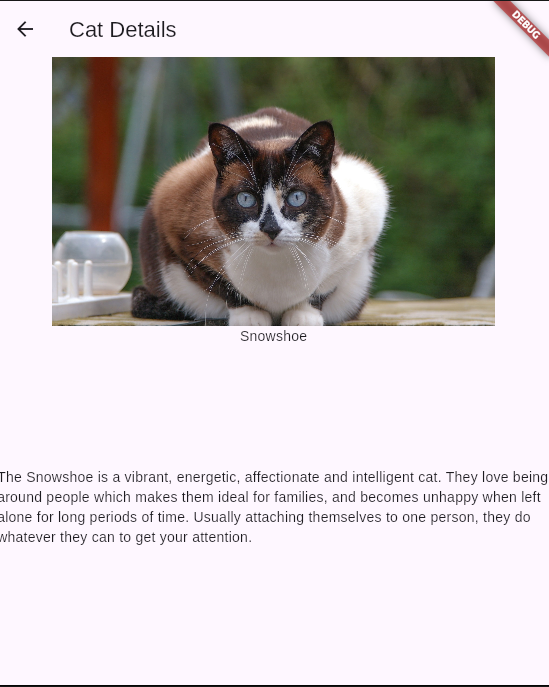 Cat Details
DEBUG
Snowshoe
The Snowshoe is a vibrant, energetic, affectionate and intelligent cat. They love being
around people which makes them ideal for families, and becomes unhappy when left
alone for long periods of time. Usually attaching themselves to one person, they do
whatever they can to get your attention.